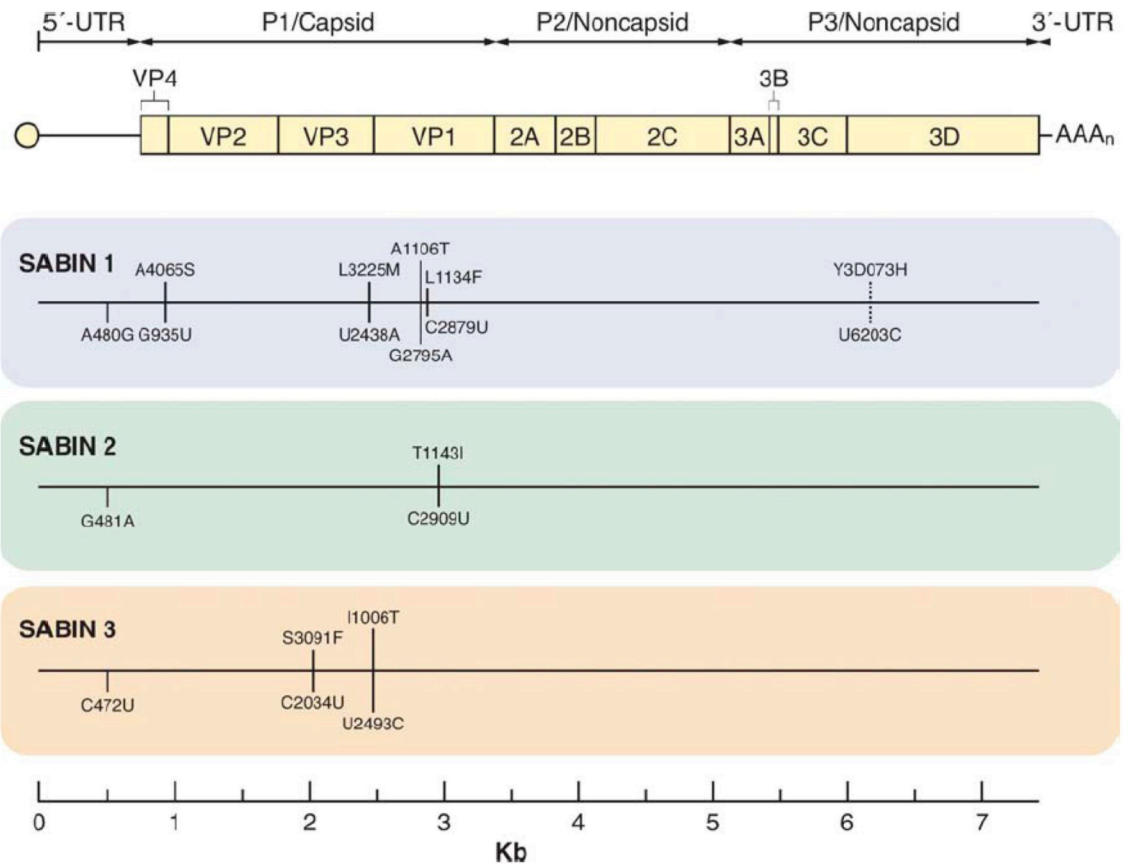 5´-UTR P1/Capsid P2/Noncapsid P3/Noncapsid 3´-UTR
VP4 3B
VP2 VP3 VP1 2A 2B 2C 3A 3C 3D AAAn
SABIN 1
A4065S L3225M A1106T L1134F Y3D073H
A480G G935U U2438A G2795A C2879U U6203C
SABIN 2
T1143I
G481A C2909U
SABIN 3
S3091F I1006T
C472U C2034U U2493C
0 1 2 3 4 5 6 7
Kb